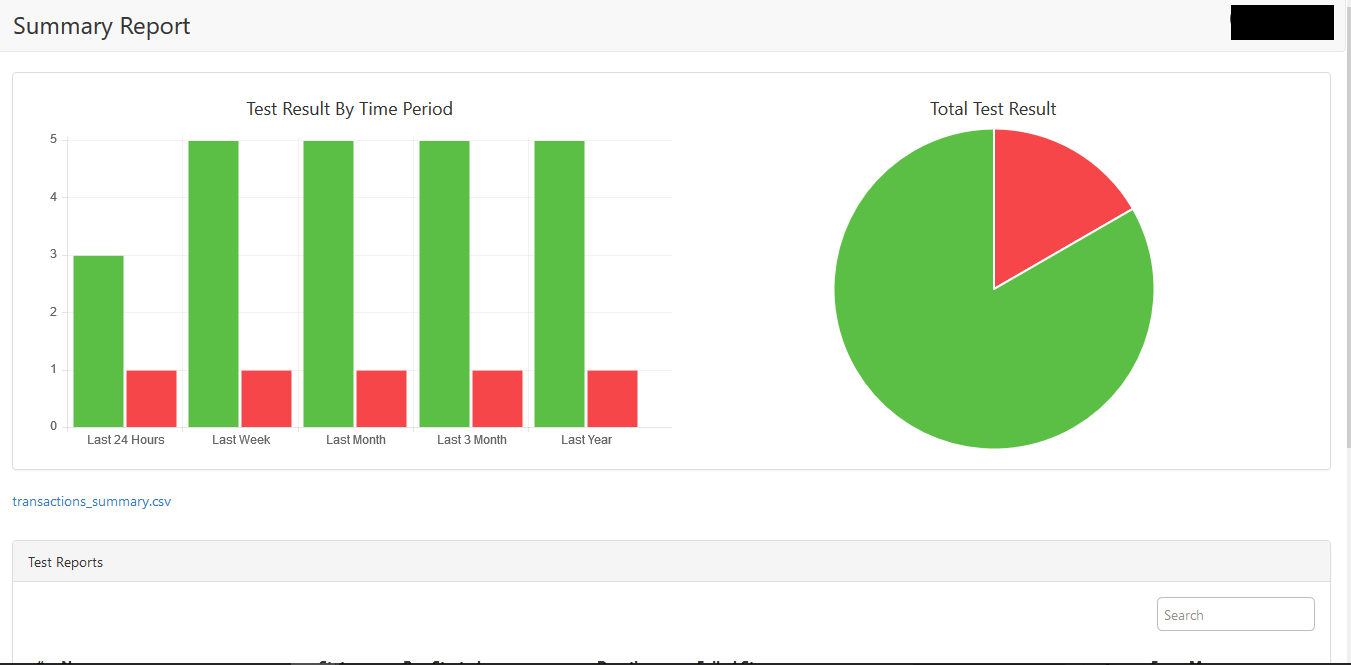 Summary Report
Test Result By Time Period
Total Test Result
5
4
3
2
1
0
Last 24 Hours
Last Week
Last Month
Last 3 Month
Last Year
transactions_summary.csv
Test Reports
Search